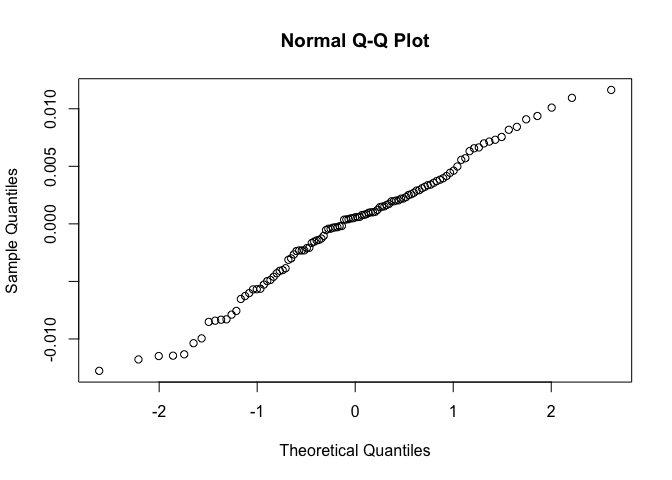 Normal Q-Q Plot
Sample Quantiles
0.010
0.005
0.000
-0.010
-2 -1 0 1 2
Theoretical Quantiles